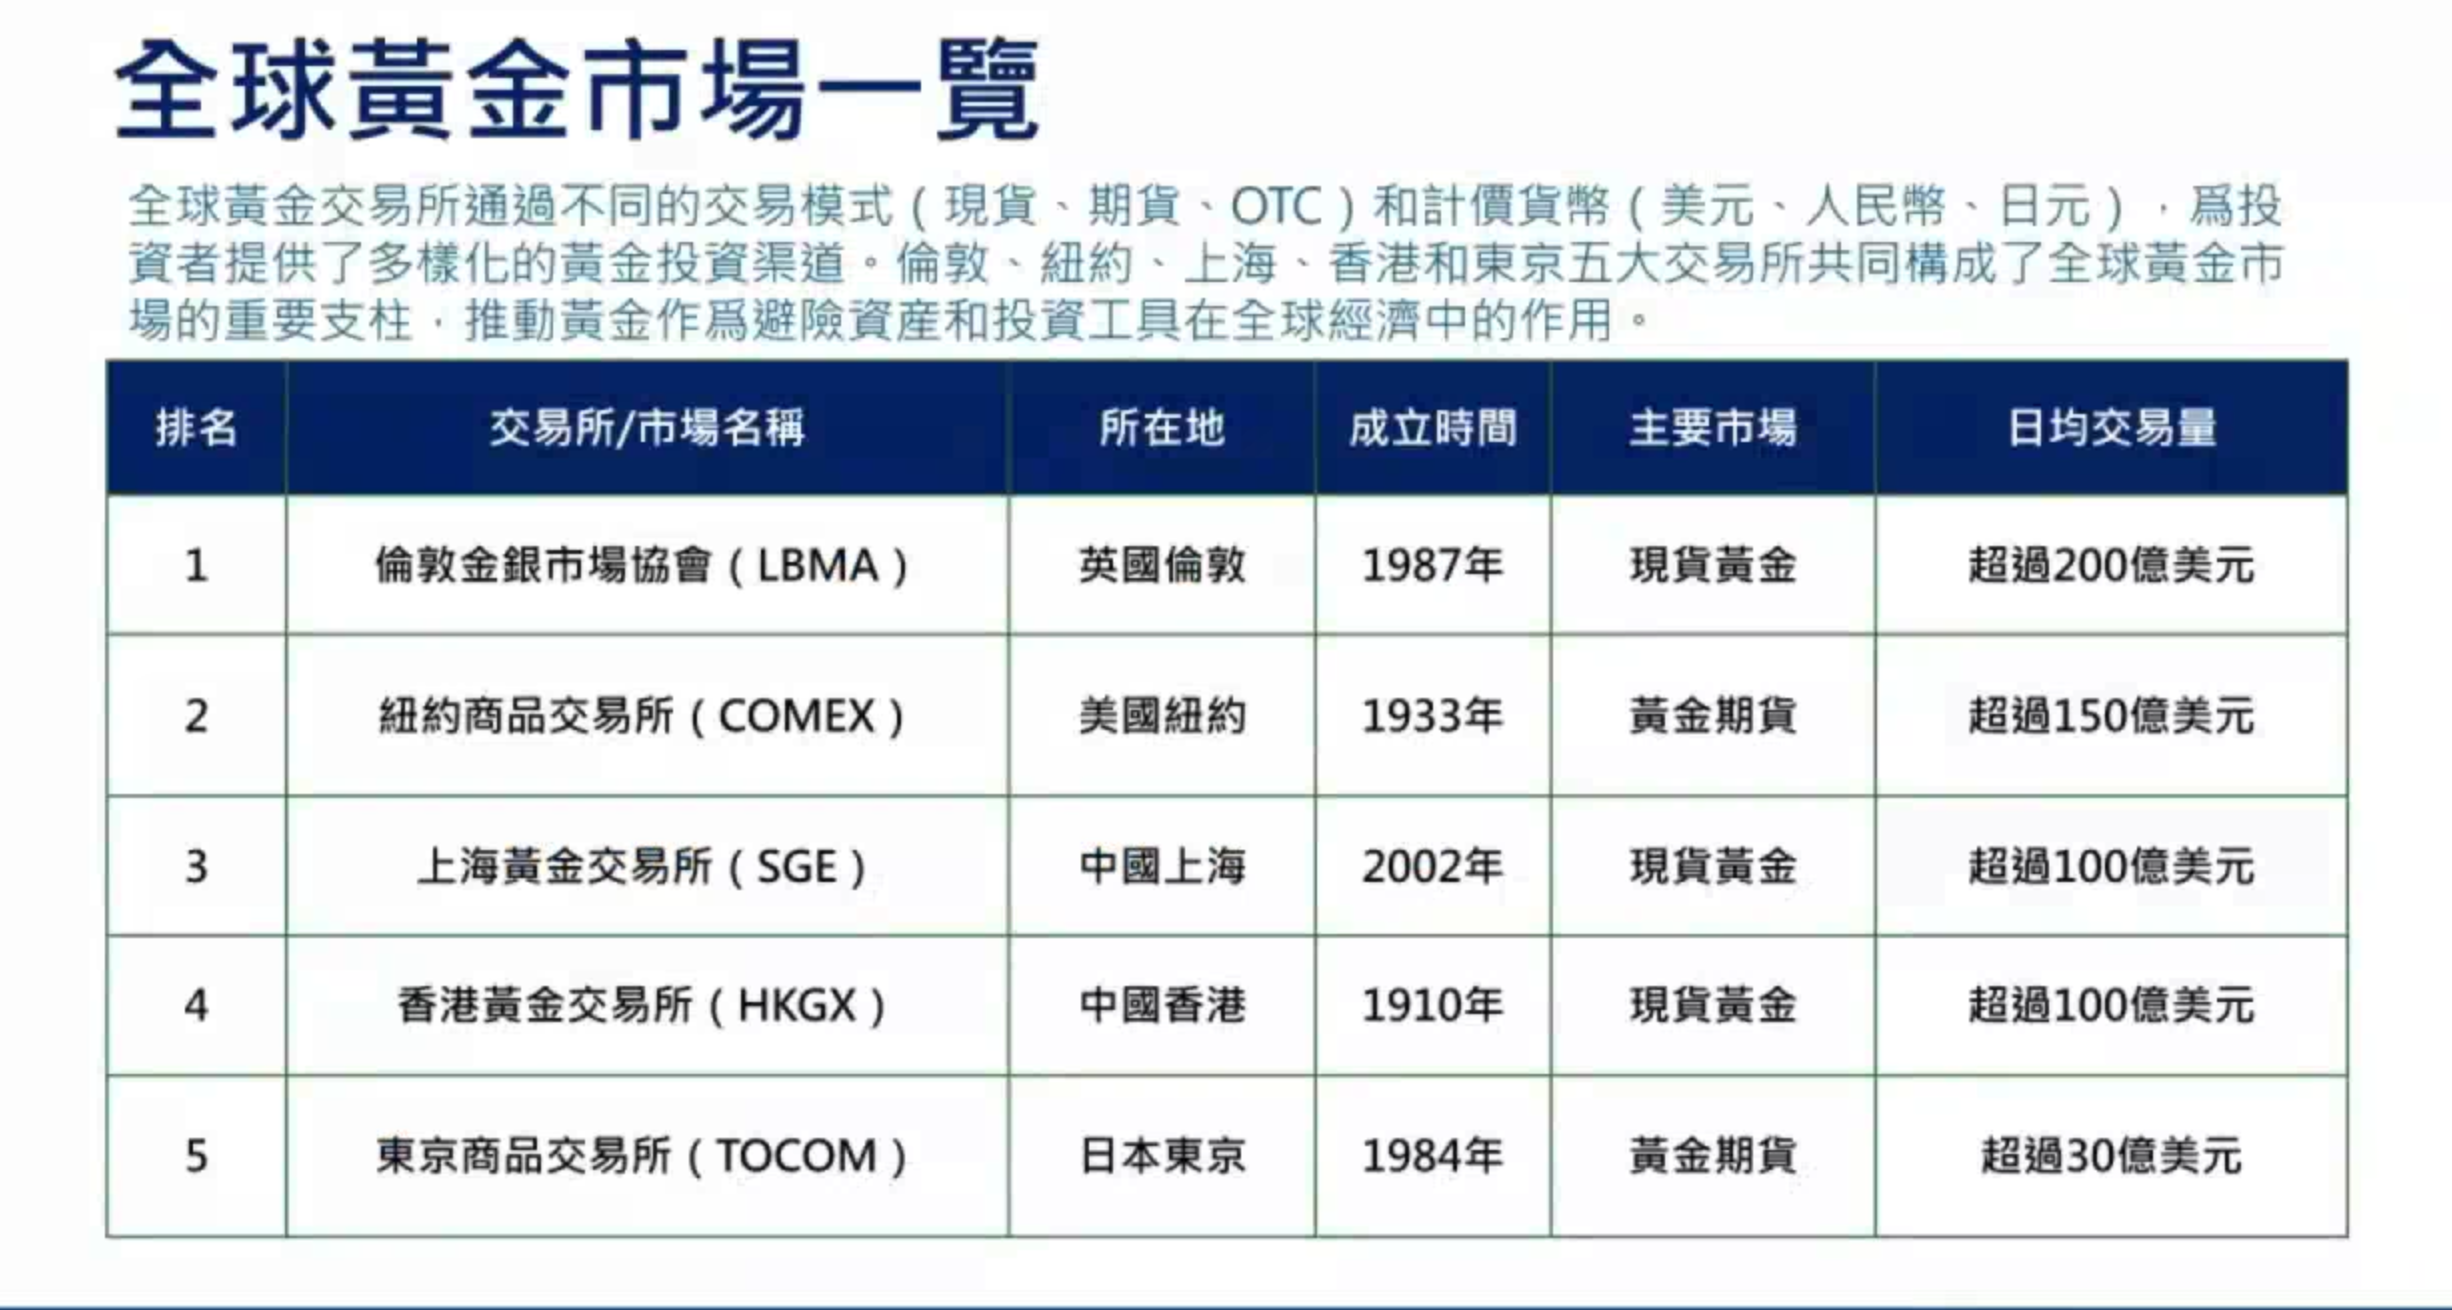 全球黃金市場一覽
全球黃金交易所通過不同的交易模式（現貨、期貨、OTC）和計價貨幣（美元、人民幣、日元），爲投
資者提供了多樣化的黃金投資渠道。倫敦、紐約、上海、香港和東京五大交易所共同構成了全球黃金市
場的重要支柱，推動黃金作爲避險資産和投資工具在全球經濟中的作用。
排名 交易所/市場名稱 所在地 成立時間 主要市場 日均交易量
1 倫敦金銀市場協會（LBMA） 英國倫敦 1987年 現貨黃金 超過200億美元
2 紐約商品交易所（COMEX） 美國紐約 1933年 黃金期貨 超過150億美元
3 上海黃金交易所（SGE） 中國上海 2002年 現貨黃金 超過100億美元
4 香港黃金交易所（HKGX） 中國香港 1910年 現貨黃金 超過100億美元
5 東京商品交易所（TOCOM） 日本東京 1984年 黃金期貨 超過30億美元